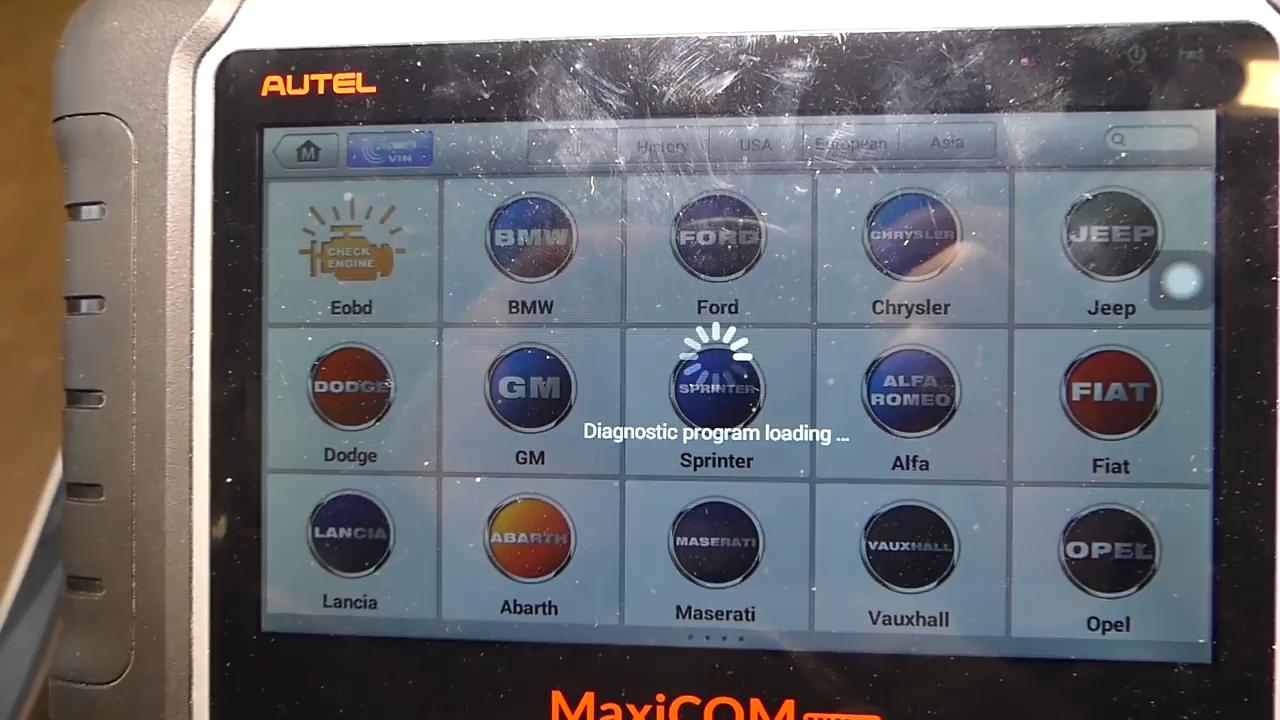 AUTEL
M
VIN
All History USA European Asia
CHECK ENGINE
BMW
FORD
CHRYSLER
JEEP
Eobd
BMW
Ford
Chrysler
Jeep
DODGE
GM
SPRINTER
ALFA ROMEO
FIAT
Diagnostic program loading ...
Dodge
GM
Sprinter
Alfa
Fiat
LANCIA
ABARTH
MASERATI
VAUXHALL
OPEL
Lancia
Abarth
Maserati
Vauxhall
Opel
MaxiCOM